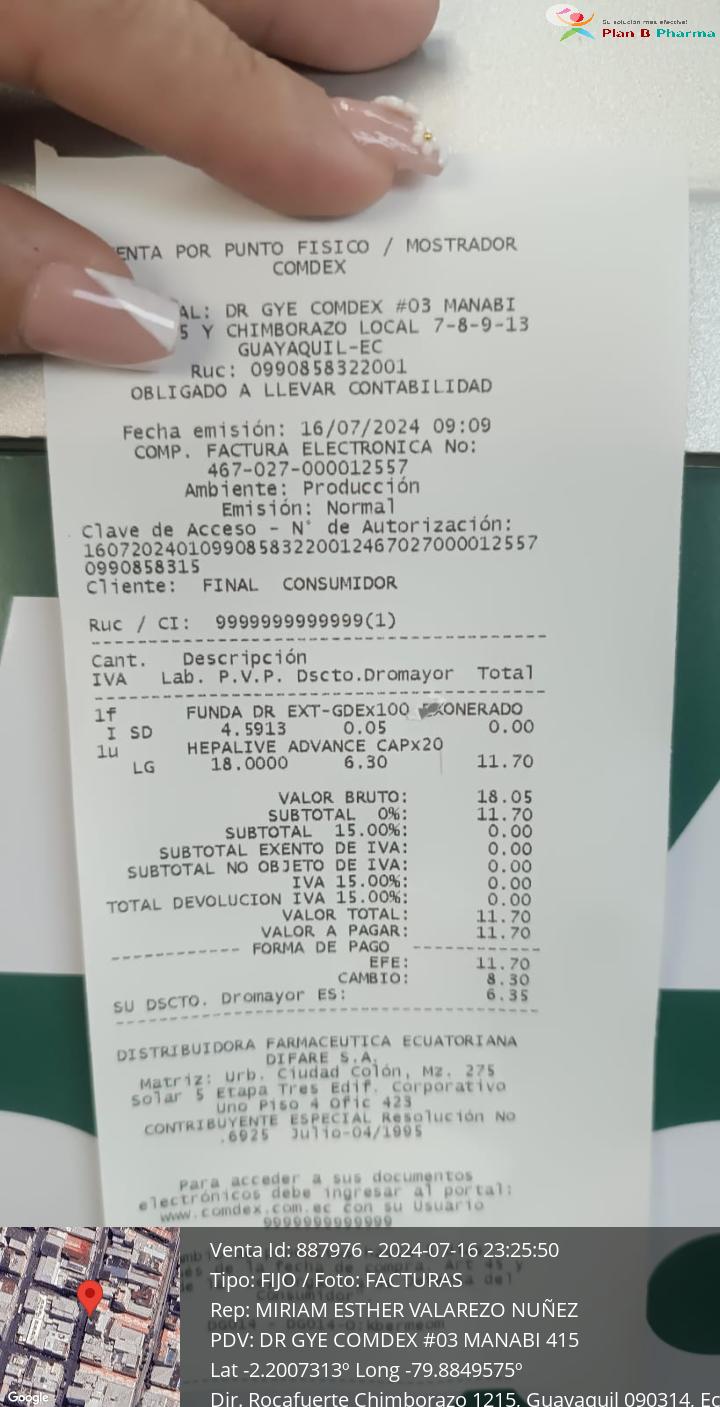 Su solución mas efectiva!
Plan B Pharma
ENTA POR PUNTO FISICO / MOSTRADOR
COMDEX
AL: DR GYE COMDEX #03 MANABI
5 Y CHIMBORAZO LOCAL 7-8-9-13
GUAYAQUIL-EC
Ruc: 0990858322001
OBLIGADO A LLEVAR CONTABILIDAD
Fecha emisión: 16/07/2024 09:09
COMP. FACTURA ELECTRONICA No:
467-027-000012557
Ambiente: Producción
Emisión: Normal
Clave de Acceso - N° de Autorización:
160720240109908583220012467027000012557
0990858315
Cliente: FINAL CONSUMIDOR
Ruc / CI: 9999999999999(1)
Cant. Descripción
IVA Lab. P.V.P. Dscto.Dromayor Total
1f FUNDA DR EXT-GDEx100 EXONERADO
I SD 4.5913 0.05 0.00
1u HEPALIVE ADVANCE CAPx20
LG 18.0000 6.30 11.70
VALOR BRUTO: 18.05
SUBTOTAL 0%: 11.70
SUBTOTAL 15.00%: 0.00
SUBTOTAL EXENTO DE IVA: 0.00
SUBTOTAL NO OBJETO DE IVA: 0.00
IVA 15.00%: 0.00
TOTAL DEVOLUCION IVA 15.00%: 0.00
VALOR TOTAL: 11.70
VALOR A PAGAR: 11.70
----------- FORMA DE PAGO -----------
EFE: 11.70
CAMBIO: 8.30
SU DSCTO. Dromayor ES: 6.35
DISTRIBUIDORA FARMACEUTICA ECUATORIANA
DIFARE S.A.
Matriz: Urb. Ciudad Colón, Mz. 275
Solar 5 Etapa Tres Edif. Corporativo
Uno Piso 4 Ofic 423
CONTRIBUYENTE ESPECIAL Resolución No
.6925 Julio-04/1995
Para acceder a sus documentos
electrónicos debe ingresar al portal:
www.comdex.com.ec con su Usuario
9999999999999
Venta Id: 887976 - 2024-07-16 23:25:50
Tipo: FIJO / Foto: FACTURAS
Rep: MIRIAM ESTHER VALAREZO NUÑEZ
PDV: DR GYE COMDEX #03 MANABI 415
Lat -2.2007313º Long -79.8849575º
Dir. Rocafuerte Chimborazo 1215, Guayaquil 090314, Ec
Google